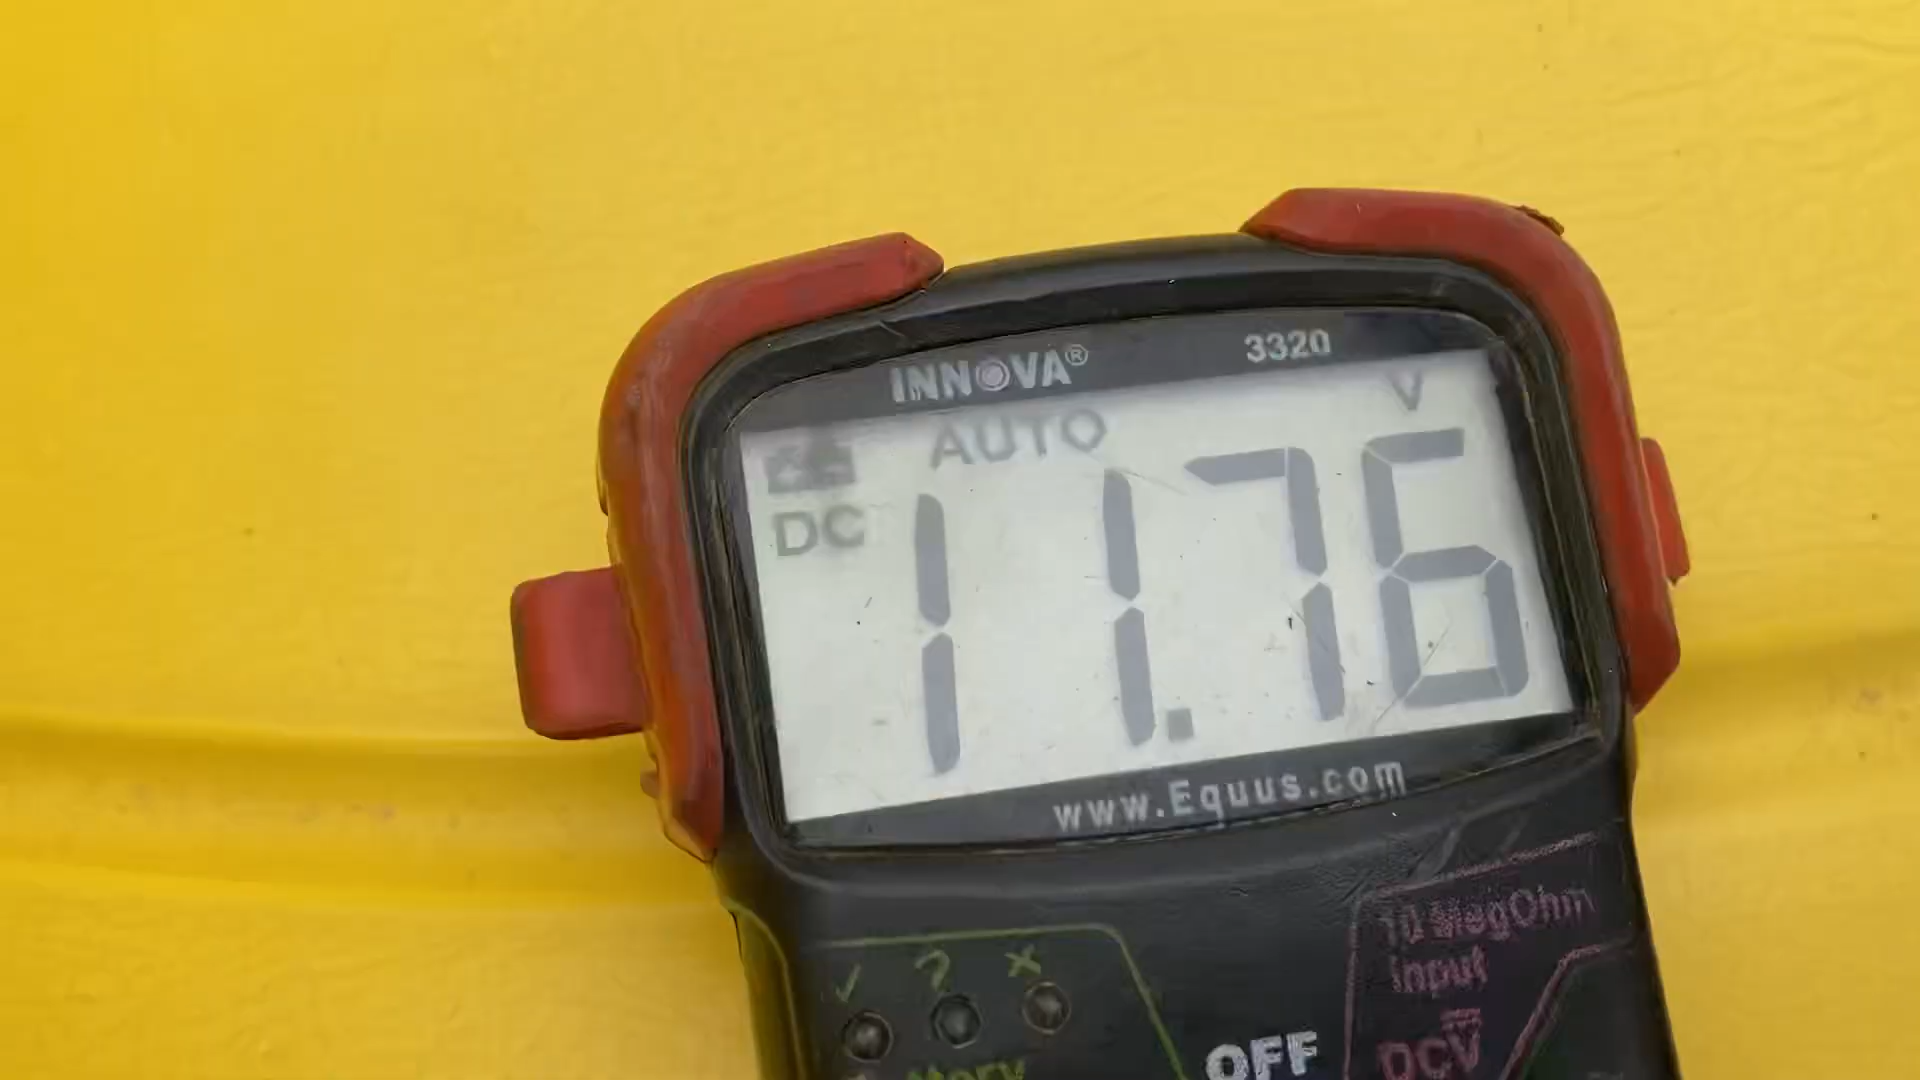 INNOVA® 3320
AUTO V
DC 11.76
www.Equus.com
10 MegOhm
Input
✓ ? ×
OFF DCV